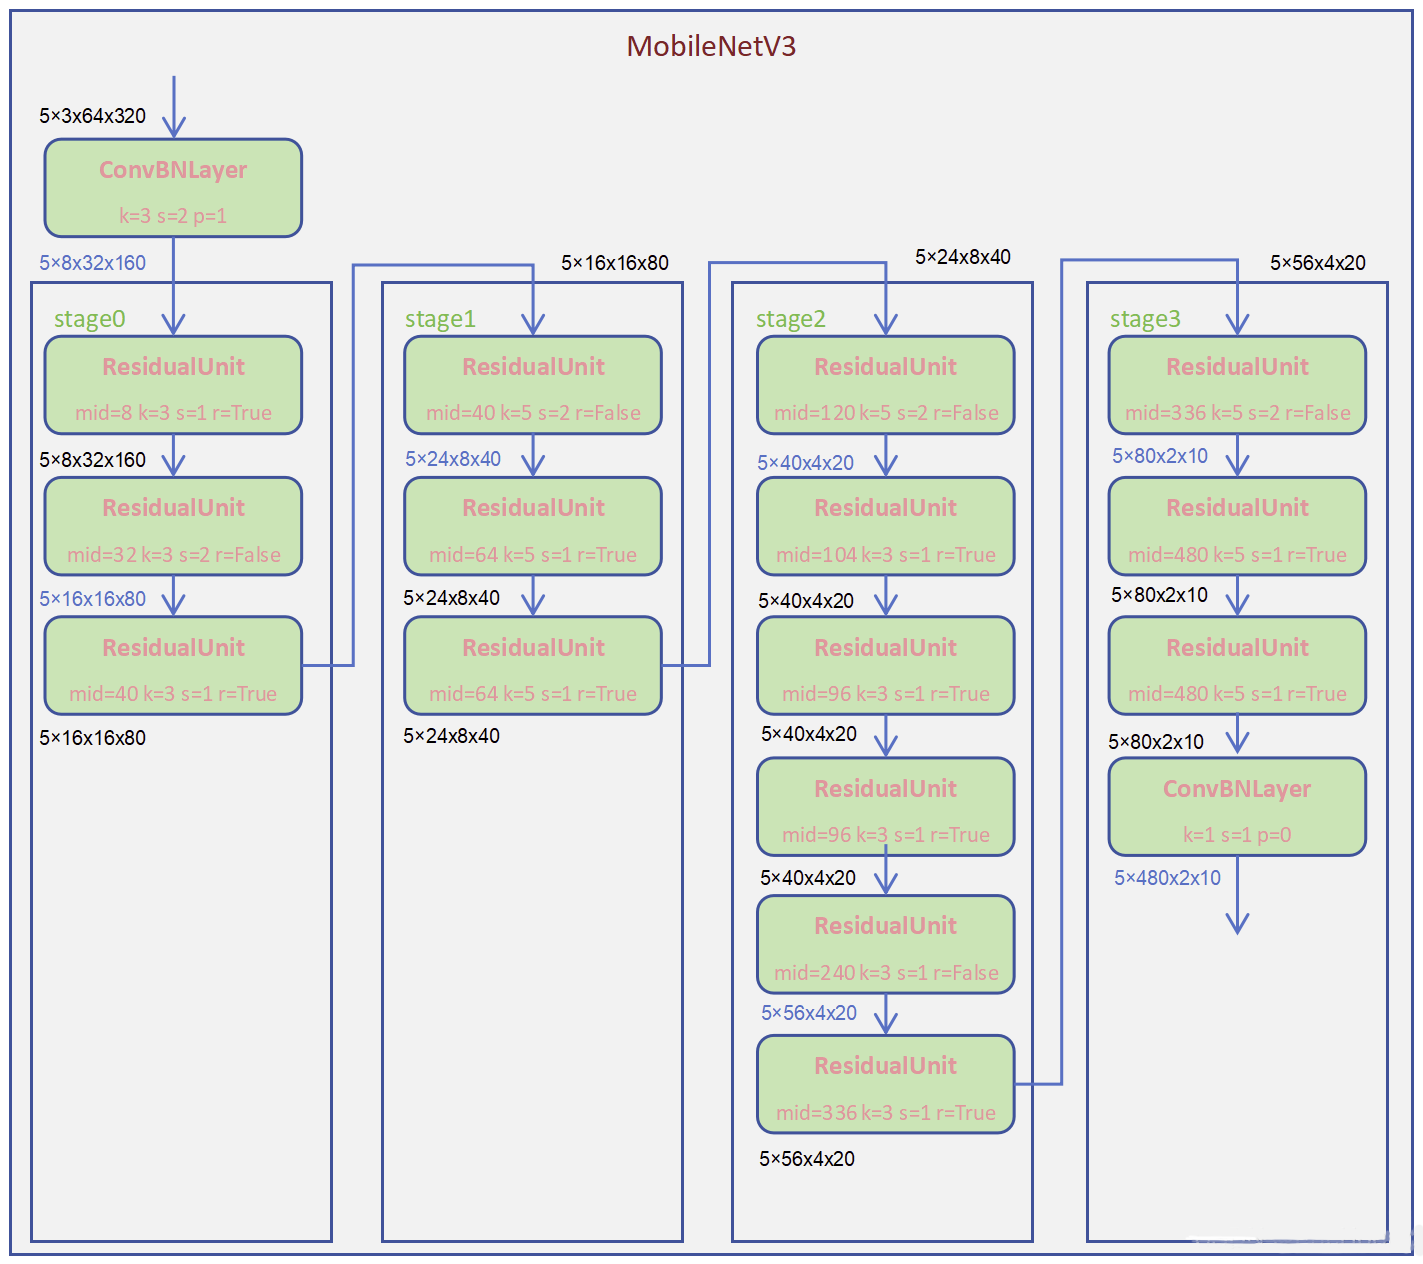 MobileNetV3
5×3x64x320
ConvBNLayer
k=3 s=2 p=1
5×8x32x160
stage0
ResidualUnit
mid=8 k=3 s=1 r=True
5×8x32x160
ResidualUnit
mid=32 k=3 s=2 r=False
5×16x16x80
ResidualUnit
mid=40 k=3 s=1 r=True
5×16x16x80
5×16x16x80
stage1
ResidualUnit
mid=40 k=5 s=2 r=False
5×24x8x40
ResidualUnit
mid=64 k=5 s=1 r=True
5×24x8x40
ResidualUnit
mid=64 k=5 s=1 r=True
5×24x8x40
5×24x8x40
stage2
ResidualUnit
mid=120 k=5 s=2 r=False
5×40x4x20
ResidualUnit
mid=104 k=3 s=1 r=True
5×40x4x20
ResidualUnit
mid=96 k=3 s=1 r=True
5×40x4x20
ResidualUnit
mid=96 k=3 s=1 r=True
5×40x4x20
ResidualUnit
mid=240 k=3 s=1 r=False
5×56x4x20
ResidualUnit
mid=336 k=3 s=1 r=True
5×56x4x20
5×56x4x20
stage3
ResidualUnit
mid=336 k=5 s=2 r=False
5×80x2x10
ResidualUnit
mid=480 k=5 s=1 r=True
5×80x2x10
ResidualUnit
mid=480 k=5 s=1 r=True
5×80x2x10
ConvBNLayer
k=1 s=1 p=0
5×480x2x10